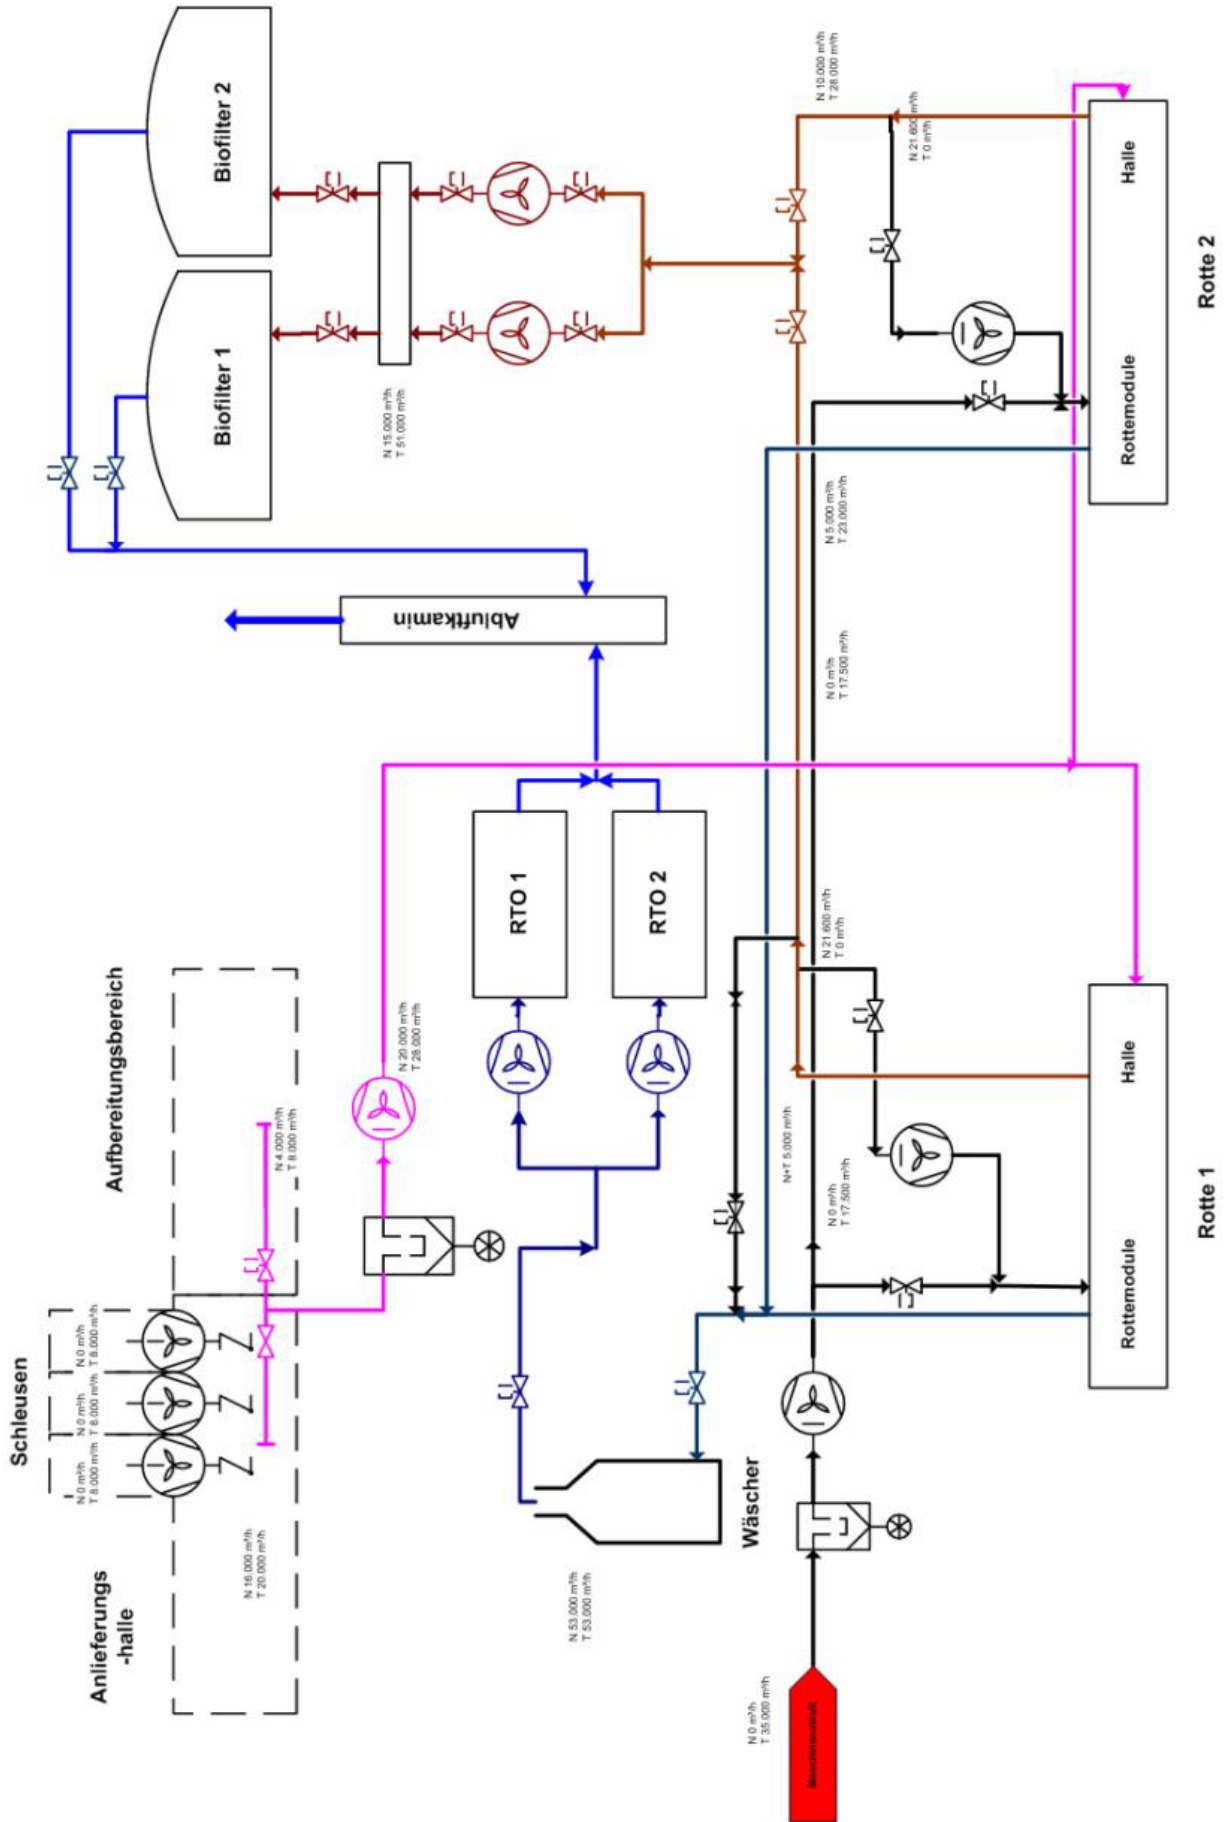 Biofilter 2
Biofilter 1
N 15.000 m³/h
T 51.000 m³/h
N 10.000 m³/h
T 28.000 m³/h
N 21.600 m³/h
T 0 m³/h
Halle
Rottemodule
Rotte 2
N 5.000 m³/h
T 23.000 m³/h
N 0 m³/h
T 17.500 m³/h
Abluftkamin
RTO 1
RTO 2
N 20.000 m³/h
T 28.000 m³/h
Aufbereitungsbereich
N 4.000 m³/h
T 8.000 m³/h
Schleusen
N 0 m³/h
T 8.000 m³/h
N 0 m³/h
T 8.000 m³/h
N 0 m³/h
T 8.000 m³/h
Anlieferungs
-halle
N 16.000 m³/h
T 20.000 m³/h
N 21.600 m³/h
T 0 m³/h
N+T 5.000 m³/h
N 0 m³/h
T 17.500 m³/h
Halle
Rottemodule
Rotte 1
Wäscher
N 53.000 m³/h
T 53.000 m³/h
N 0 m³/h
T 35.000 m³/h
Maschinenabluft